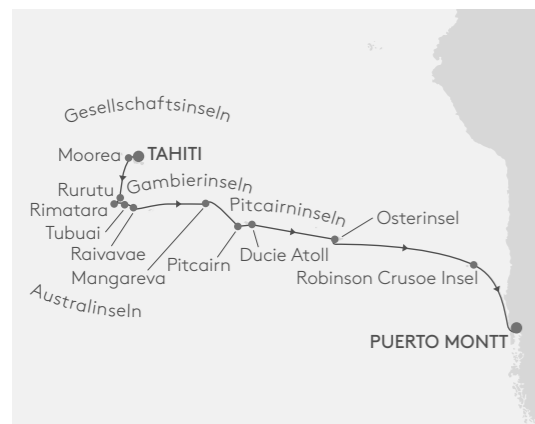 Gesellschaftsinseln
Moorea
TAHITI
Rurutu
Gambierinseln
Rimatara
Pitcairninseln
Tubuai
Osterinsel
Raivavae
Ducie Atoll
Pitcairn
Mangareva
Robinson Crusoe Insel
Australinseln
PUERTO MONTT